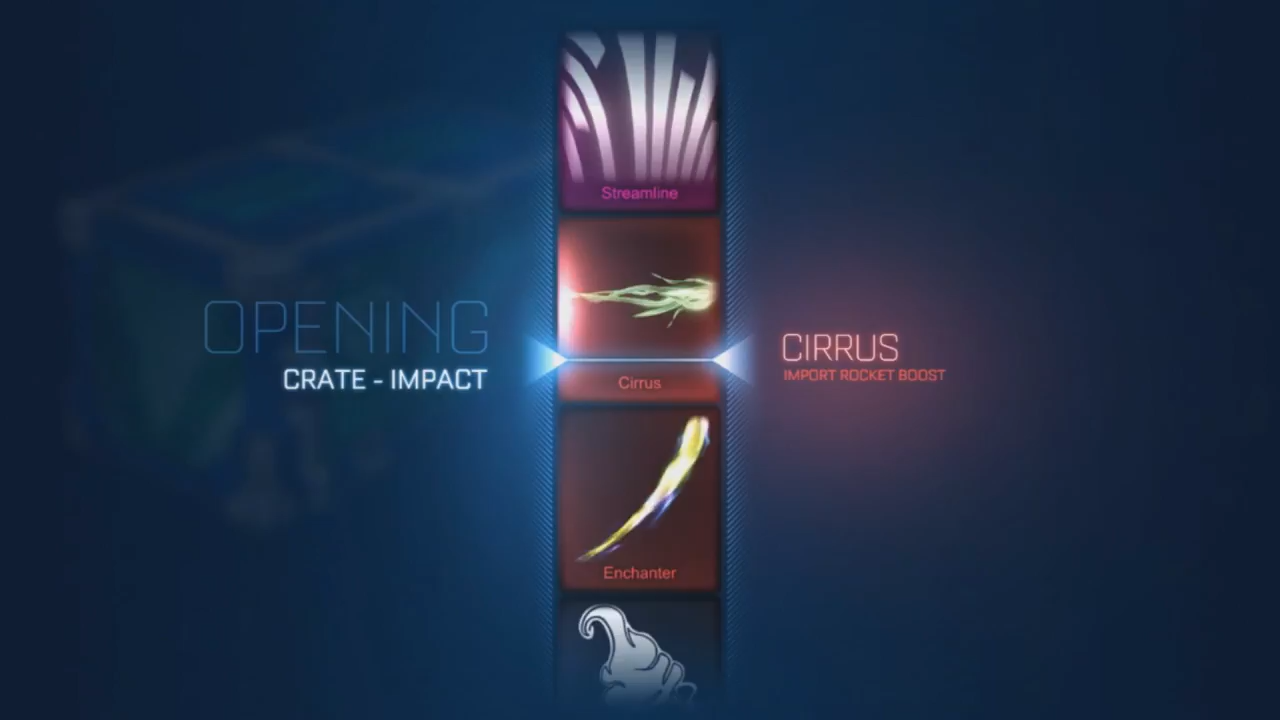 Streamline
OPENING
CRATE - IMPACT
CIRRUS
IMPORT ROCKET BOOST
Cirrus
Enchanter